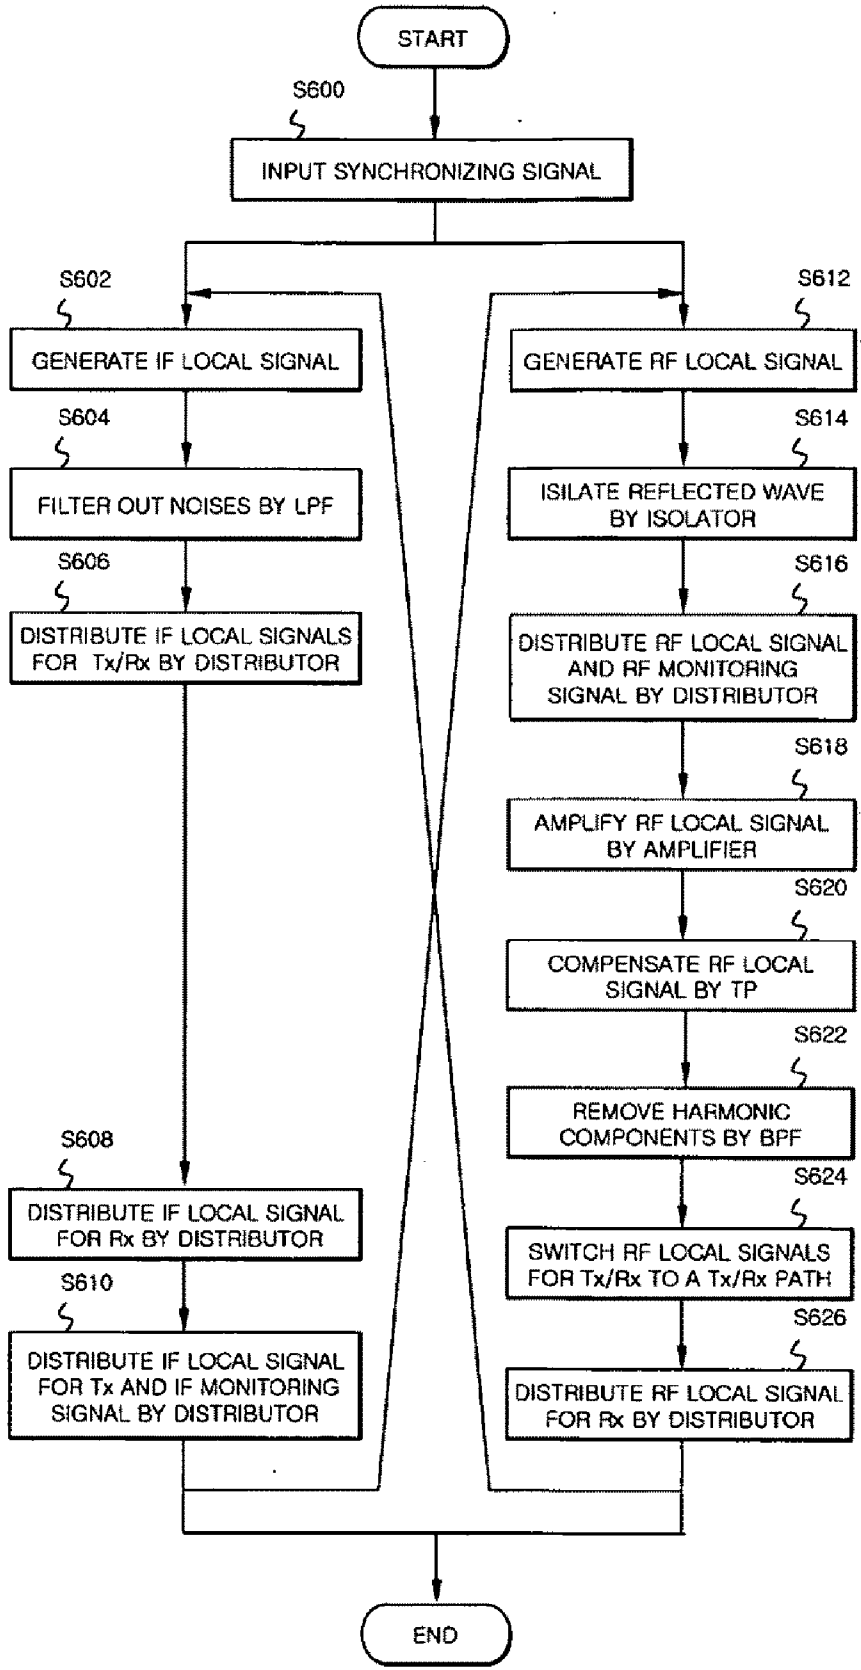 START
S600
INPUT SYNCHRONIZING SIGNAL
S602
GENERATE IF LOCAL SIGNAL
S604
FILTER OUT NOISES BY LPF
S606
DISTRIBUTE IF LOCAL SIGNALS
FOR Tx/Rx BY DISTRIBUTOR
S608
DISTRIBUTE IF LOCAL SIGNAL
FOR Rx BY DISTRIBUTOR
S610
DISTRIBUTE IF LOCAL SIGNAL
FOR Tx AND IF MONITORING
SIGNAL BY DISTRIBUTOR
S612
GENERATE RF LOCAL SIGNAL
S614
ISILATE REFLECTED WAVE
BY ISOLATOR
S616
DISTRIBUTE RF LOCAL SIGNAL
AND RF MONITORING
SIGNAL BY DISTRIBUTOR
S618
AMPLIFY RF LOCAL SIGNAL
BY AMPLIFIER
S620
COMPENSATE RF LOCAL
SIGNAL BY TP
S622
REMOVE HARMONIC
COMPONENTS BY BPF
S624
SWITCH RF LOCAL SIGNALS
FOR Tx/Rx TO A Tx/Rx PATH
S626
DISTRIBUTE RF LOCAL SIGNAL
FOR Rx BY DISTRIBUTOR
END